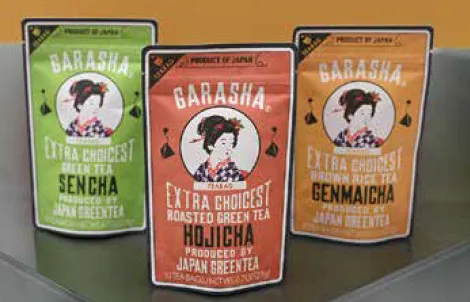 TEABAG
PRODUCT OF JAPAN
GARASHA
EXTRA CHOICEST
GREEN TEA
SENCHA
PRODUCED BY
JAPAN GREENTEA
PRODUCT OF JAPAN
GARASHA
TEABAG
EXTRA CHOICEST
ROASTED GREEN TEA
HOJICHA
PRODUCED BY
JAPAN GREENTEA
TEABAG
PRODUCT OF JAPAN
GARASHA
EXTRA CHOICEST
BROWN RICE TEA
GENMAICHA
PRODUCED BY
JAPAN GREENTEA